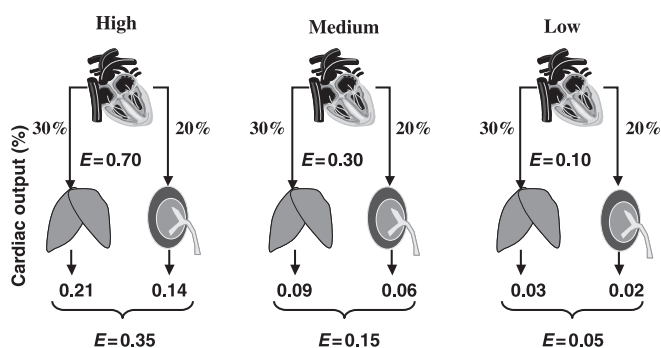 High Medium Low
Cardiac output (%)
30% 20% 30% 20% 30% 20%
E=0.70 E=0.30 E=0.10
0.21 0.14 0.09 0.06 0.03 0.02
E=0.35 E=0.15 E=0.05